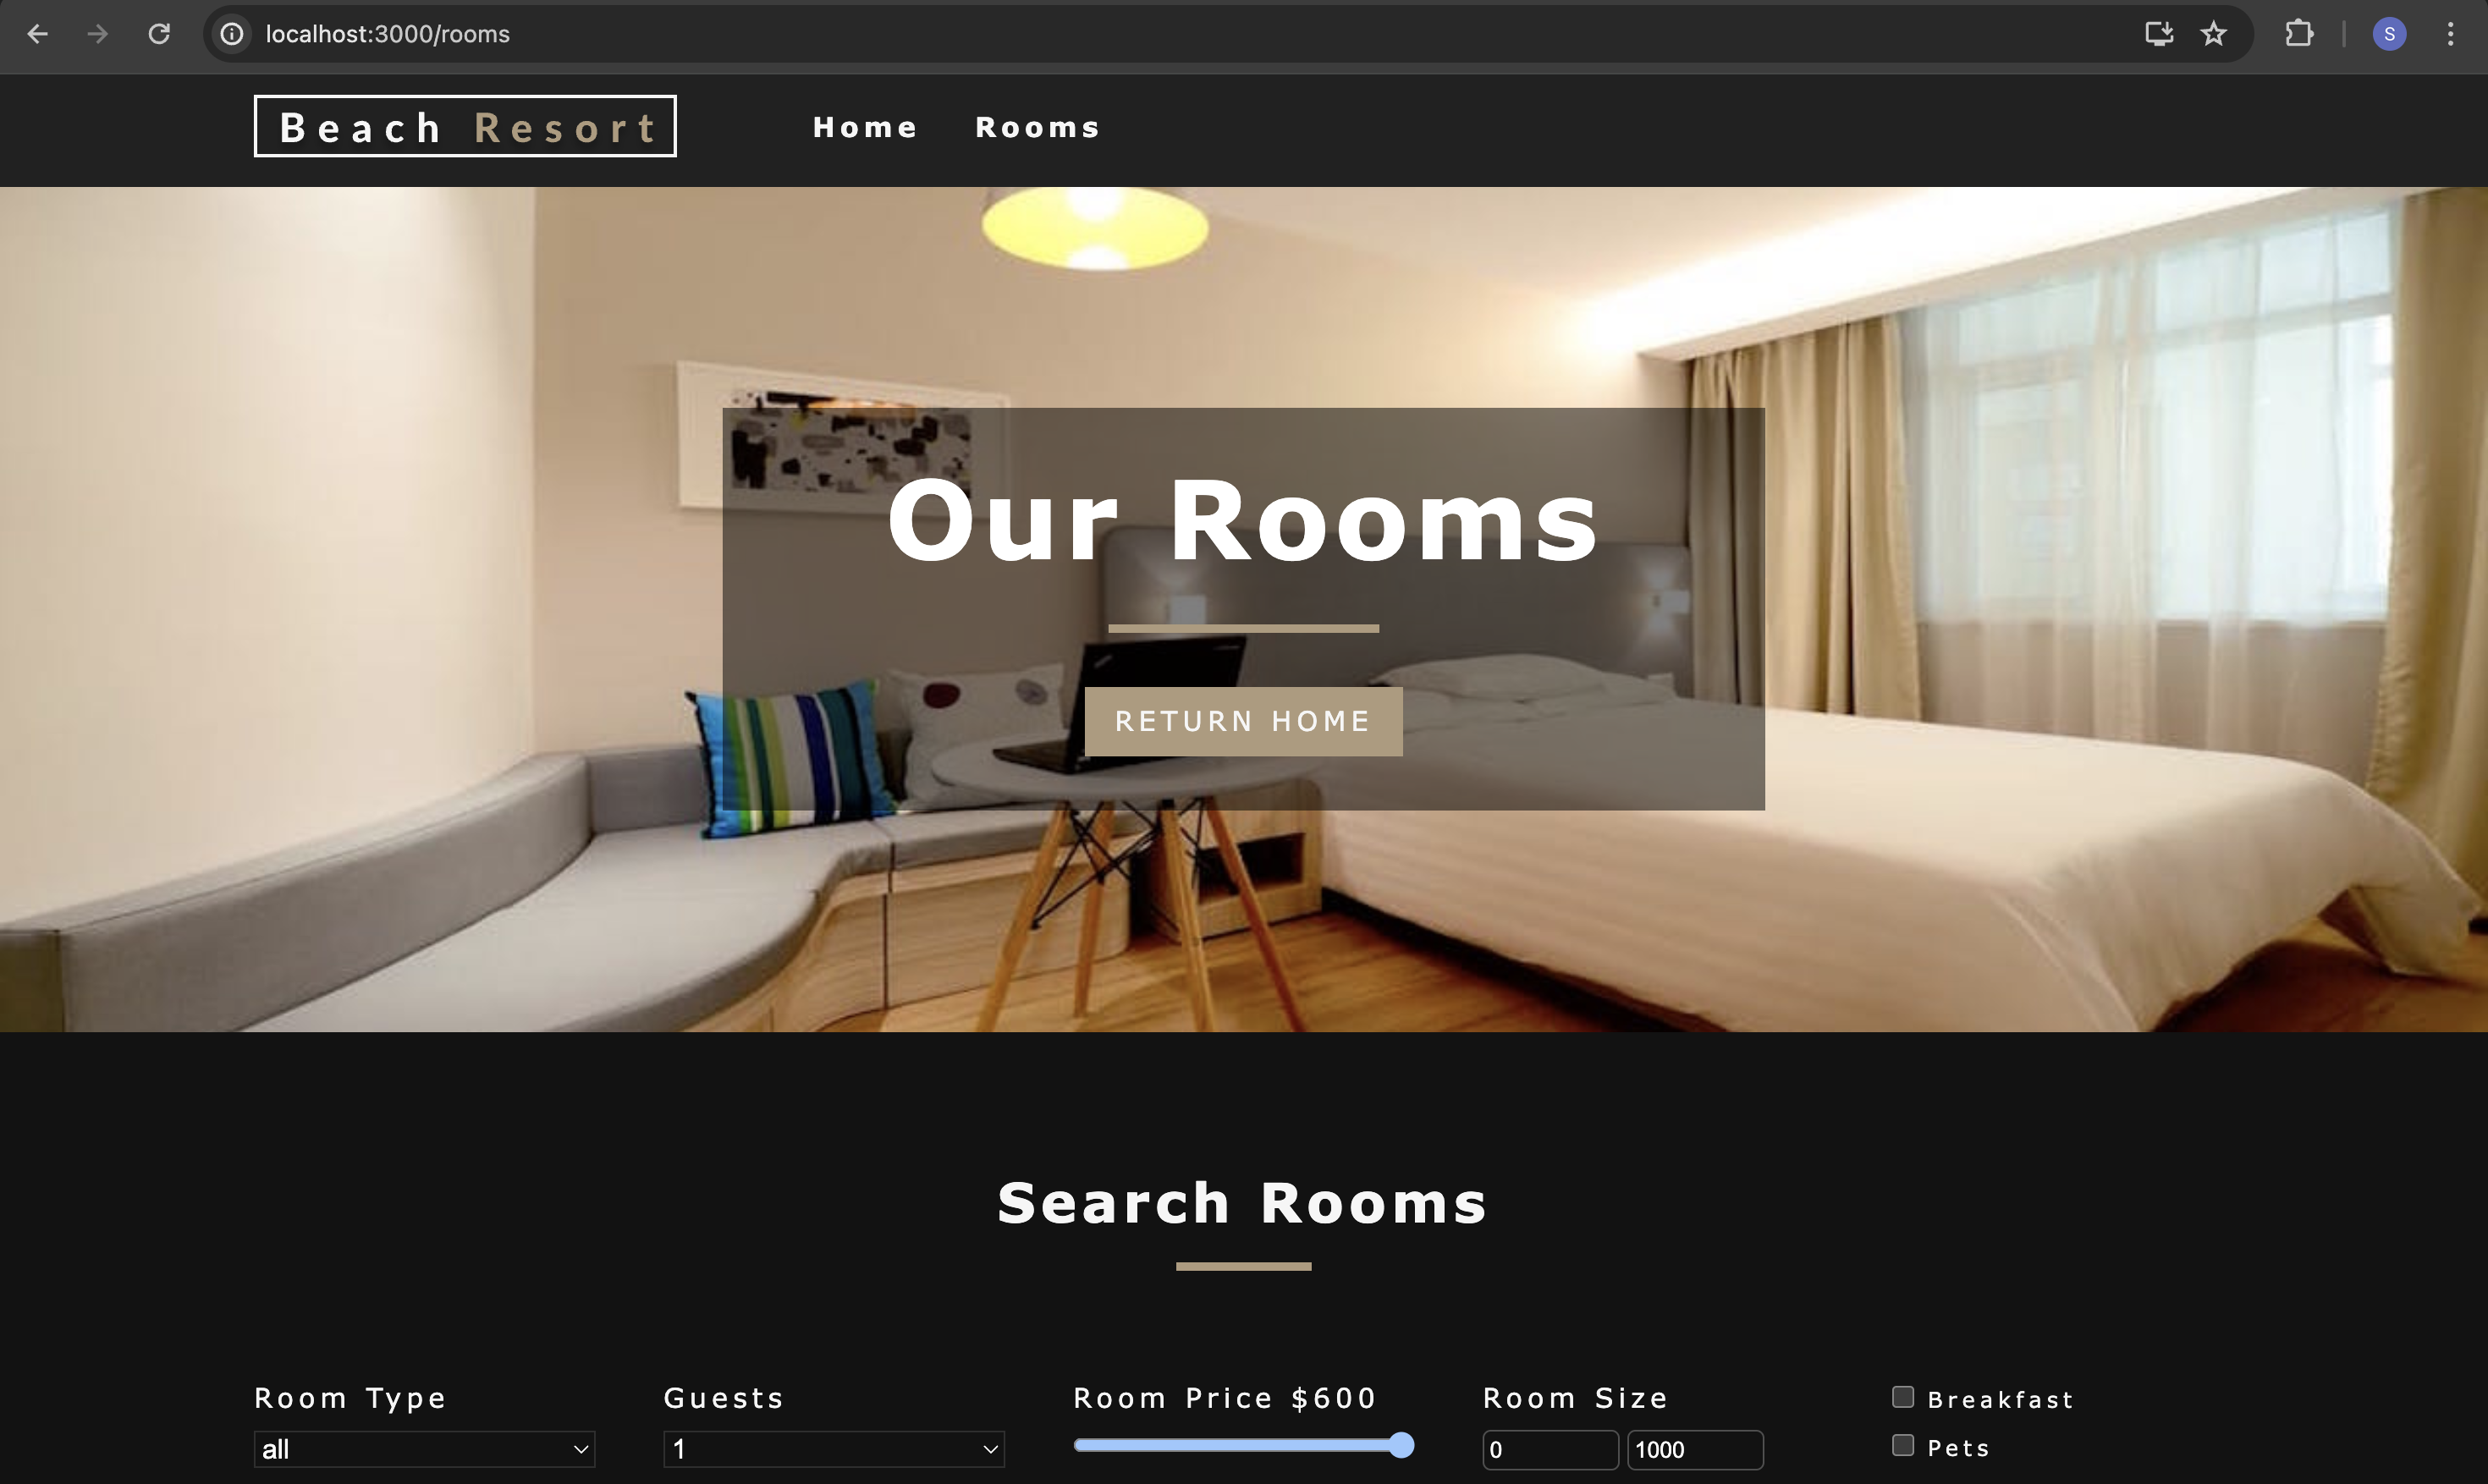 localhost:3000/rooms
S
Beach Resort
Home
Rooms
Our Rooms
RETURN HOME
Search Rooms
Room Type
all
Guests
1
Room Price $600
Room Size
0
1000
Breakfast
Pets